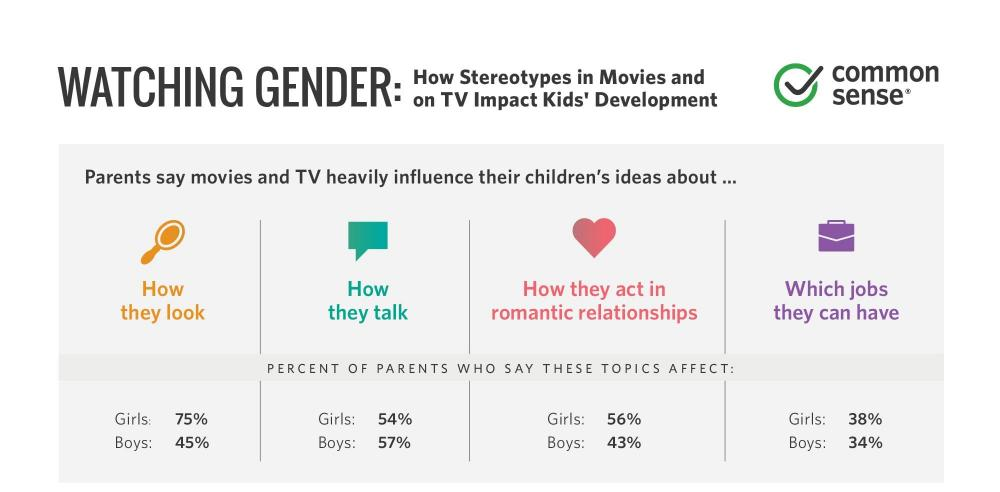 WATCHING GENDER: How Stereotypes in Movies and
on TV Impact Kids' Development
common
sense®
Parents say movies and TV heavily influence their children’s ideas about ...
How
they look
How
they talk
How they act in
romantic relationships
Which jobs
they can have
PERCENT OF PARENTS WHO SAY THESE TOPICS AFFECT:
Girls: 75%
Boys: 45%
Girls: 54%
Boys: 57%
Girls: 56%
Boys: 43%
Girls: 38%
Boys: 34%